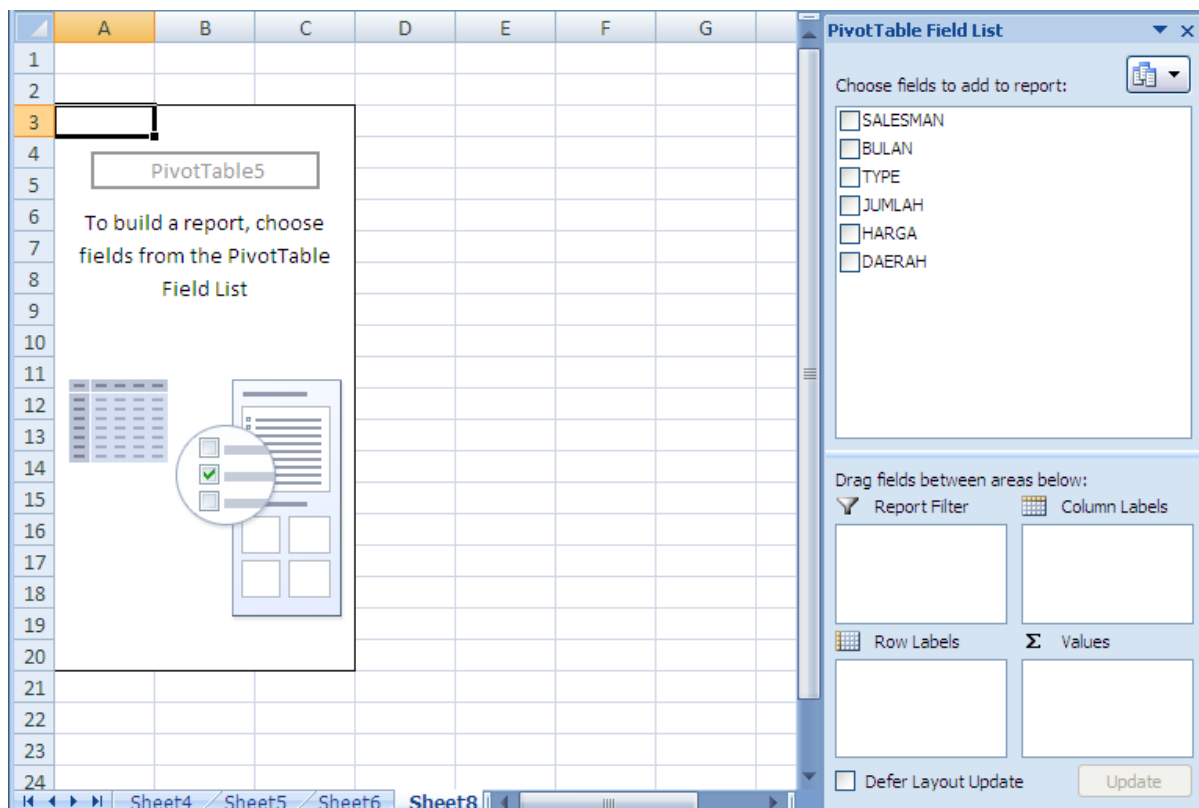 A B C D E F G
1
2
3
4
5
6
7
8
9
10
11
12
13
14
15
16
17
18
19
20
21
22
23
24
PivotTable5
To build a report, choose
fields from the PivotTable
Field List
Sheet4 Sheet5 Sheet6 Sheet8
PivotTable Field List
Choose fields to add to report:
SALESMAN
BULAN
TYPE
JUMLAH
HARGA
DAERAH
Drag fields between areas below:
Report Filter Column Labels
Row Labels Σ Values
Defer Layout Update Update